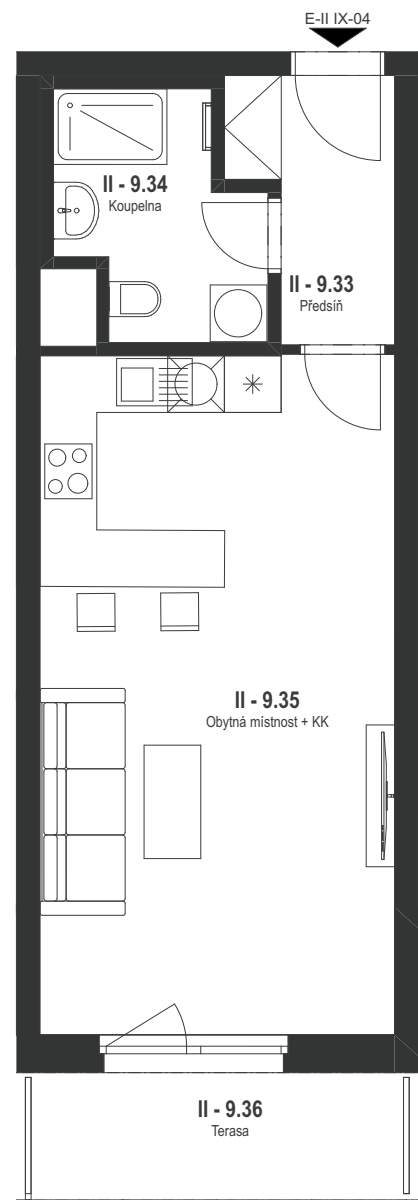 E-II IX-04
II - 9.34
Koupelna
II - 9.33
Předsíň
II - 9.35
Obytná místnost + KK
II - 9.36
Terasa